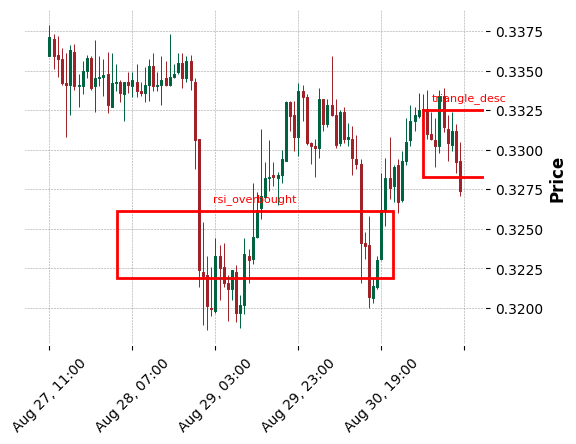 0.3375
0.3350
0.3325
0.3300
0.3275
0.3250
0.3225
0.3200
Price
triangle_desc
rsi_overbought
Aug 27, 11:00
Aug 28, 07:00
Aug 29, 03:00
Aug 29, 23:00
Aug 30, 19:00